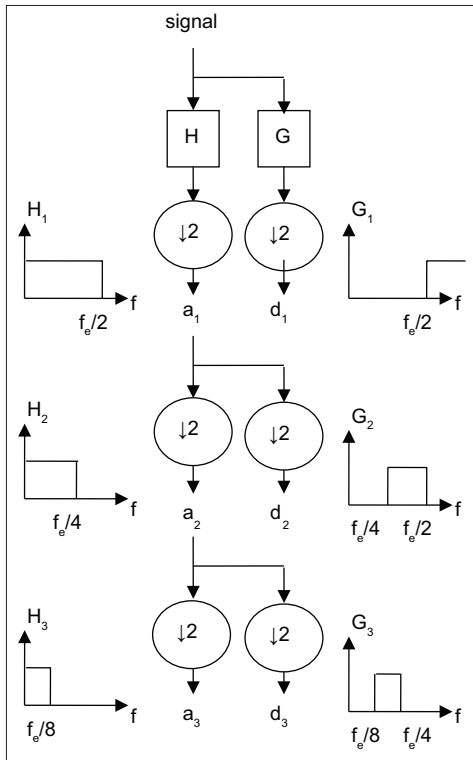 signal
H G
H₁ ↓2 ↓2 G₁
f f
fₑ/2 a₁ d₁ fₑ/2
H₂ ↓2 ↓2 G₂
f f
fₑ/4 a₂ d₂ fₑ/4 fₑ/2
H₃ ↓2 ↓2 G₃
f f
fₑ/8 a₃ d₃ fₑ/8 fₑ/4